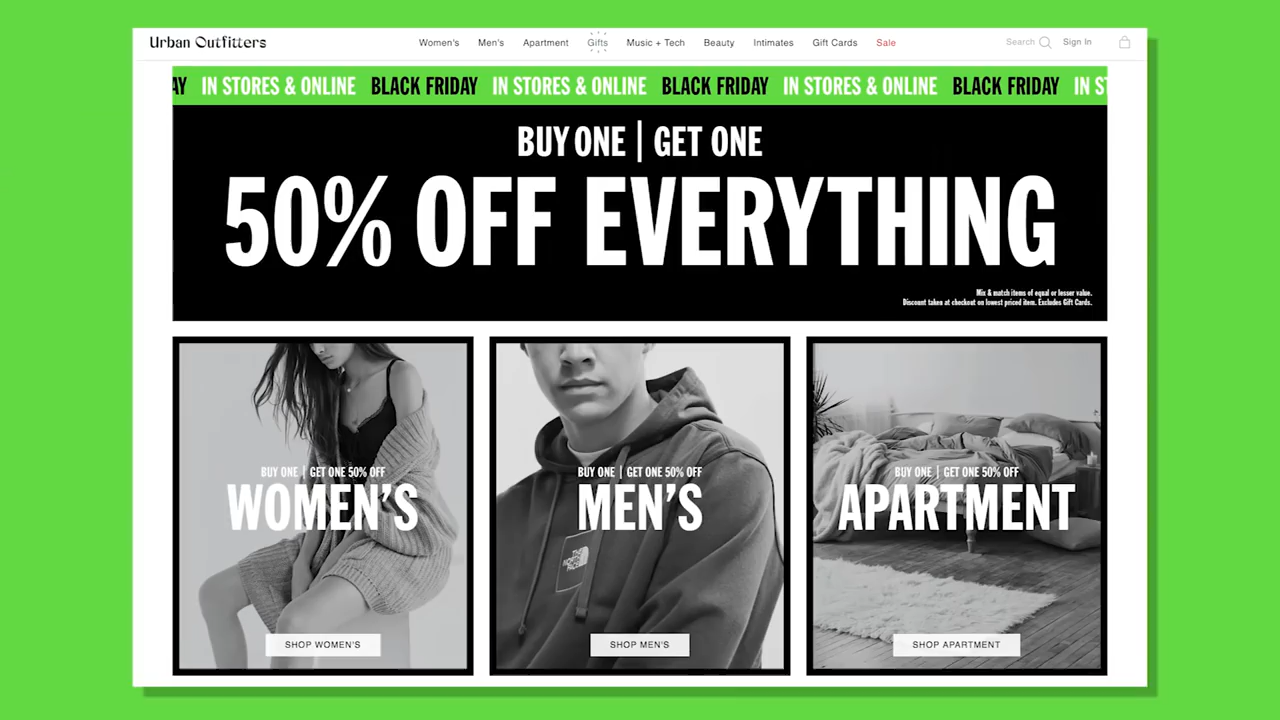 Urban Outfitters
Women's Men's Apartment Gifts Music + Tech Beauty Intimates Gift Cards Sale
Search Sign In
AY IN STORES & ONLINE BLACK FRIDAY IN STORES & ONLINE BLACK FRIDAY IN STORES & ONLINE BLACK FRIDAY IN ST
BUY ONE | GET ONE
50% OFF EVERYTHING
Mix & match items of equal or lesser value.
Discount taken at checkout on lowest priced item. Excludes Gift Cards.
BUY ONE | GET ONE 50% OFF
WOMEN'S
SHOP WOMEN'S
BUY ONE | GET ONE 50% OFF
MEN'S
THE
NORTH
FACE
SHOP MEN'S
BUY ONE | GET ONE 50% OFF
APARTMENT
SHOP APARTMENT